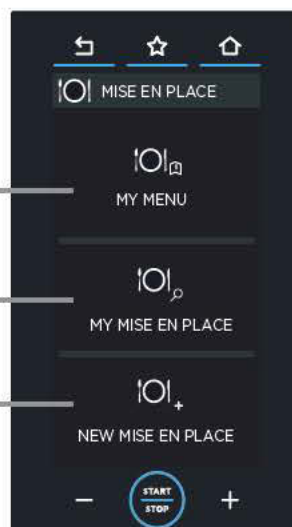 MISE EN PLACE
MY MENU
MY MISE EN PLACE
NEW MISE EN PLACE
START
STOP